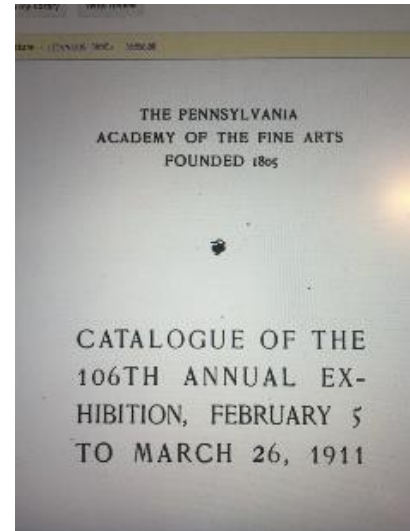 THE PENNSYLVANIA
ACADEMY OF THE FINE ARTS
FOUNDED 1805
CATALOGUE OF THE
106TH ANNUAL EX-
HIBITION, FEBRUARY 5
TO MARCH 26, 1911